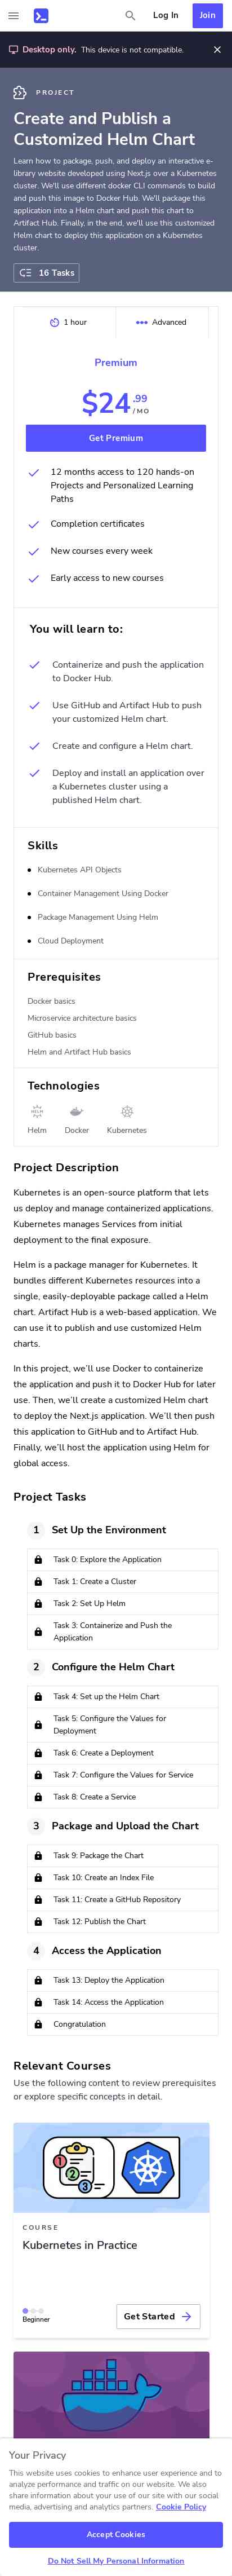 Log In
Join
Desktop only. This device is not compatible.
PROJECT
Create and Publish a
Customized Helm Chart
Learn how to package, push, and deploy an interactive e-
library website developed using Next.js over a Kubernetes
cluster. We'll use different docker CLI commands to build
and push this image to Docker Hub. We'll package this
application into a Helm chart and push this chart to
Artifact Hub. Finally, in the end, we'll use this customized
Helm chart to deploy this application on a Kubernetes
cluster.
16 Tasks
1 hour
Advanced
Premium
$24 .99 /MO
Get Premium
12 months access to 120 hands-on
Projects and Personalized Learning
Paths
Completion certificates
New courses every week
Early access to new courses
You will learn to:
Containerize and push the application
to Docker Hub.
Use GitHub and Artifact Hub to push
your customized Helm chart.
Create and configure a Helm chart.
Deploy and install an application over
a Kubernetes cluster using a
published Helm chart.
Skills
Kubernetes API Objects
Container Management Using Docker
Package Management Using Helm
Cloud Deployment
Prerequisites
Docker basics
Microservice architecture basics
GitHub basics
Helm and Artifact Hub basics
Technologies
HELM
Helm
Docker
Kubernetes
Project Description
Kubernetes is an open-source platform that lets
us deploy and manage containerized applications.
Kubernetes manages Services from initial
deployment to the final exposure.
Helm is a package manager for Kubernetes. It
bundles different Kubernetes resources into a
single, easily-deployable package called a Helm
chart. Artifact Hub is a web-based application. We
can use it to publish and use customized Helm
charts.
In this project, we'll use Docker to containerize
the application and push it to Docker Hub for later
use. Then, we'll create a customized Helm chart
to deploy the Next.js application. We'll then push
this application to GitHub and to Artifact Hub.
Finally, we'll host the application using Helm for
global access.
Project Tasks
1 Set Up the Environment
Task 0: Explore the Application
Task 1: Create a Cluster
Task 2: Set Up Helm
Task 3: Containerize and Push the
Application
2 Configure the Helm Chart
Task 4: Set up the Helm Chart
Task 5: Configure the Values for
Deployment
Task 6: Create a Deployment
Task 7: Configure the Values for Service
Task 8: Create a Service
3 Package and Upload the Chart
Task 9: Package the Chart
Task 10: Create an Index File
Task 11: Create a GitHub Repository
Task 12: Publish the Chart
4 Access the Application
Task 13: Deploy the Application
Task 14: Access the Application
Congratulation
Relevant Courses
Use the following content to review prerequisites
or explore specific concepts in detail.
COURSE
Kubernetes in Practice
Beginner
Get Started
Your Privacy
This website uses cookies to enhance user experience and to
analyze performance and traffic on our website. We may
also share information about your use of our site with our social
media, advertising and analytics partners. Cookie Policy
Accept Cookies
Do Not Sell My Personal Information